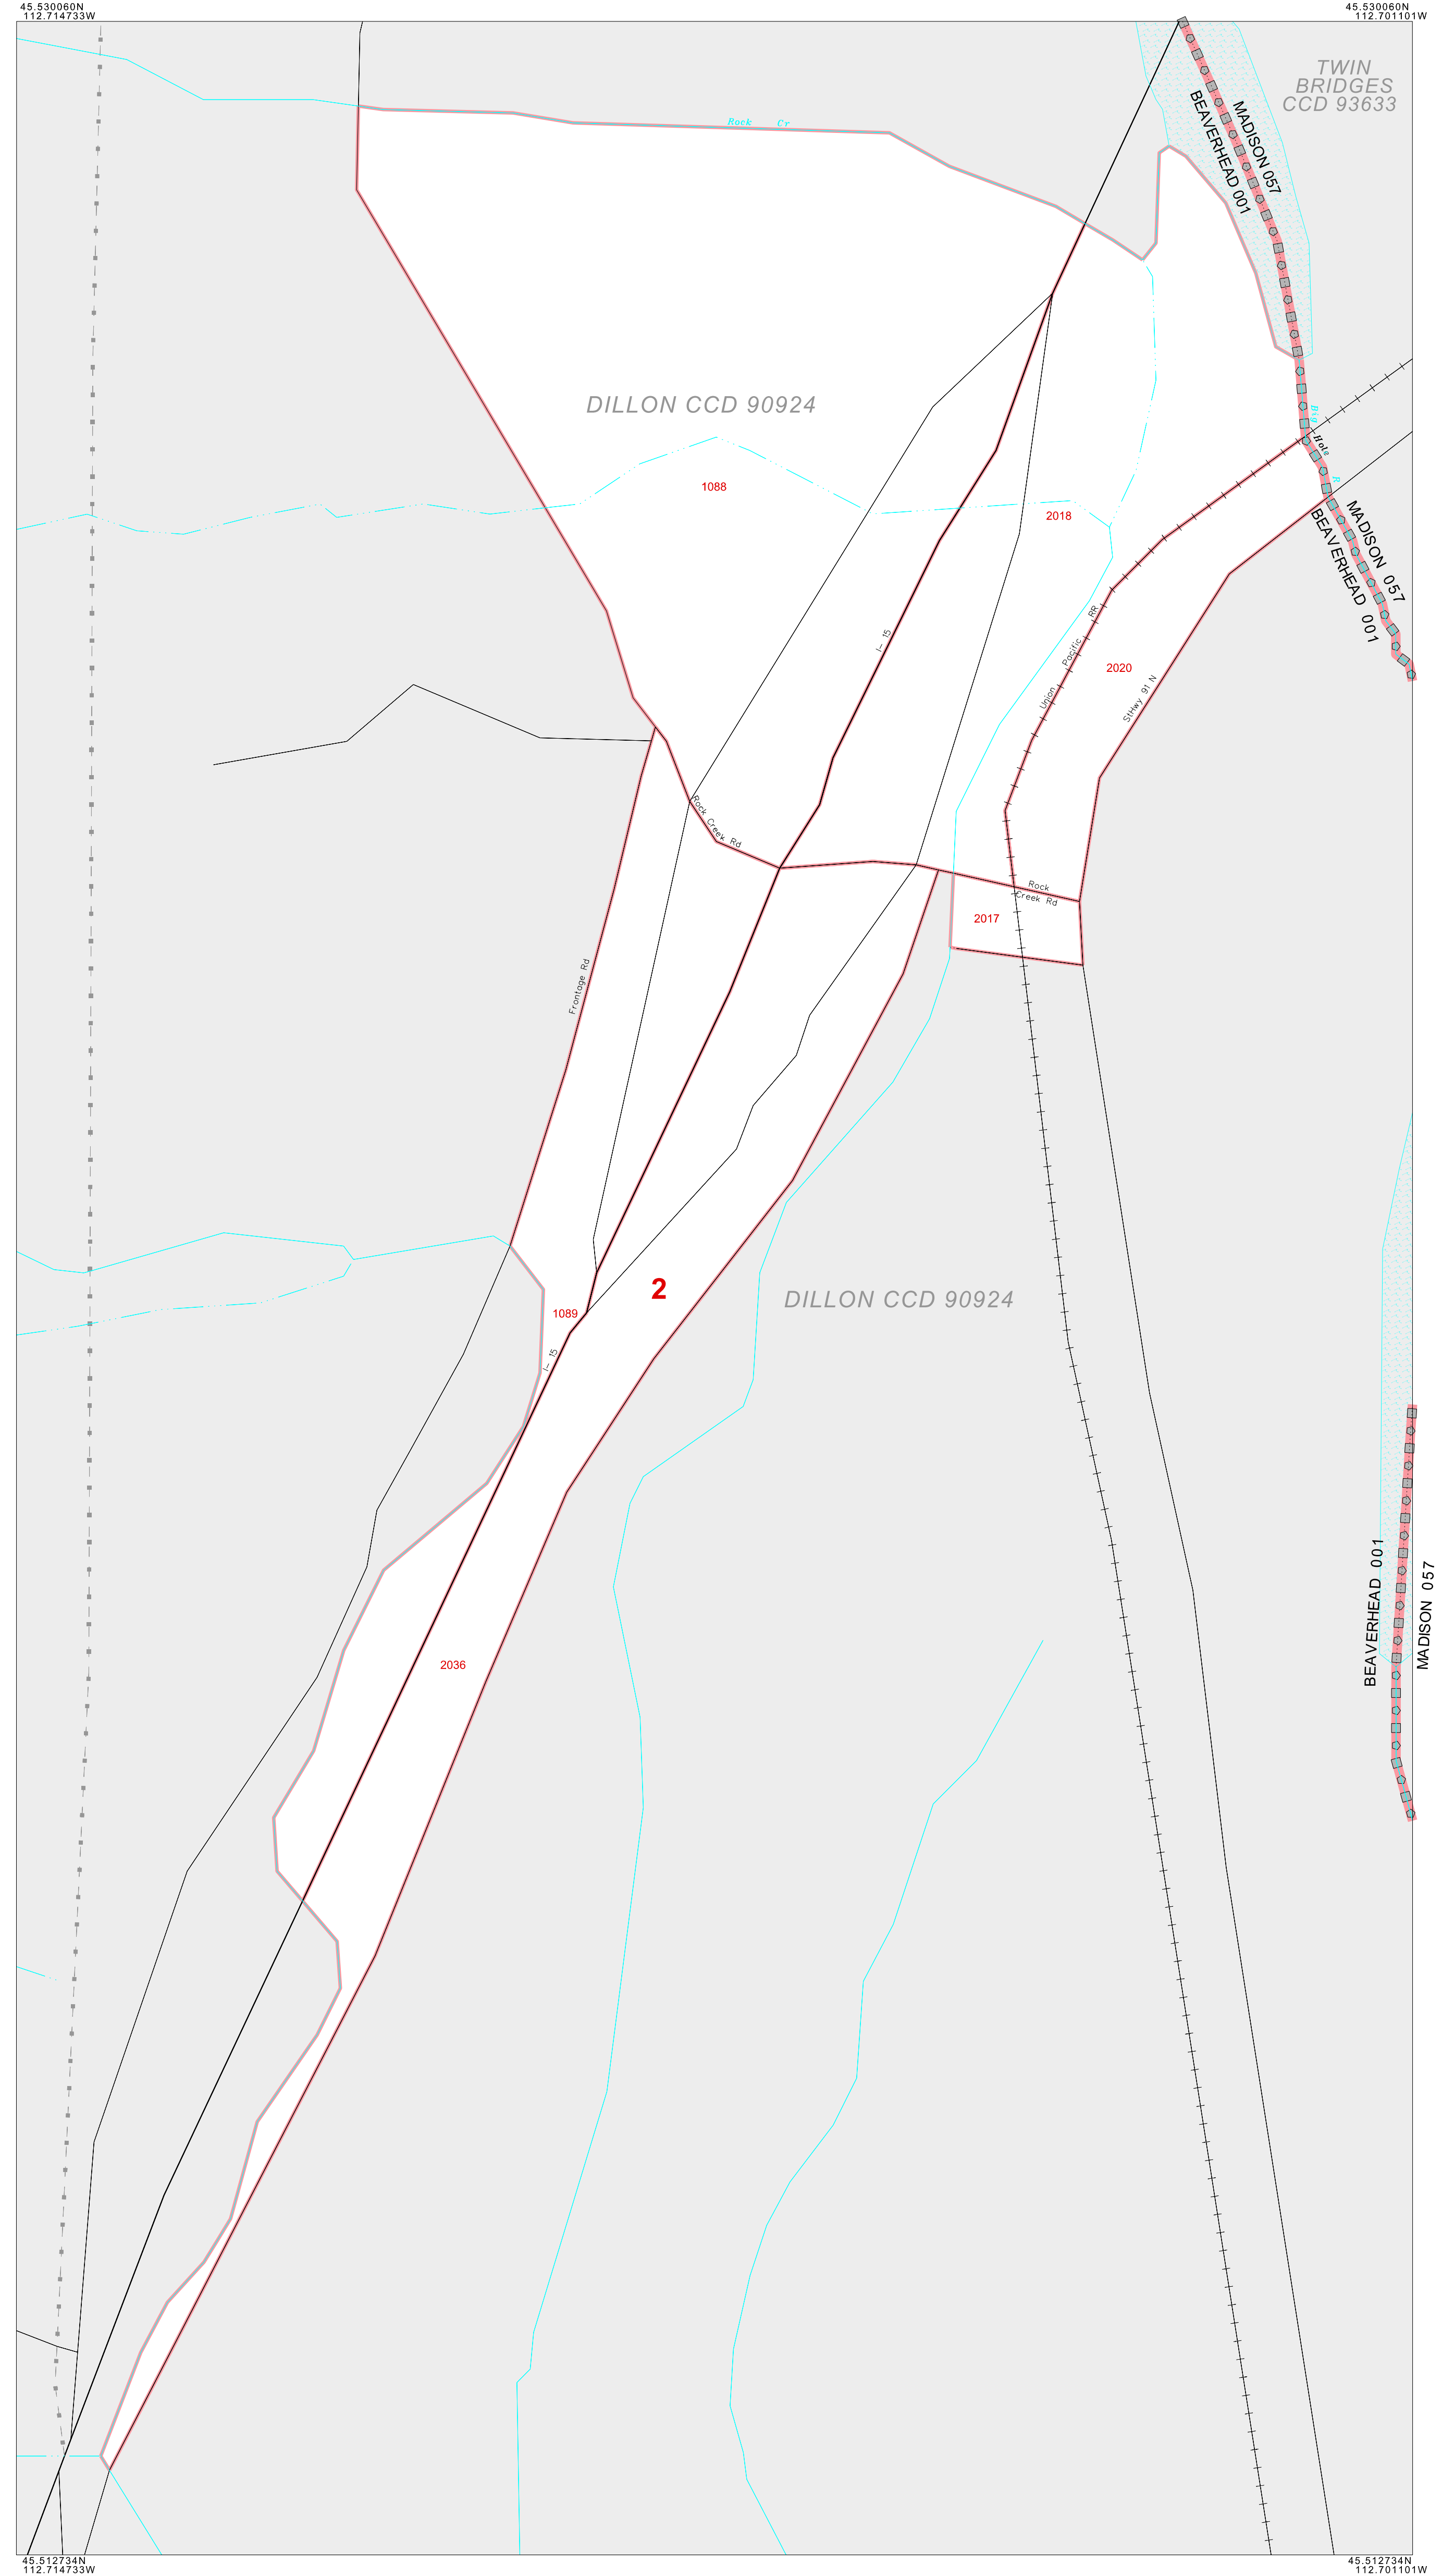 45.530060N
112.714733W
45.530060N
112.701101W
TWIN
BRIDGES
CCD 93633
MADISON 057
BEAVERHEAD 001
Rock Cr
DILLON CCD 90924
1088
2018
Big
Hole
R
MADISON 057
BEAVERHEAD 001
I- 15
Union Pacific RR
2020
StHwy 91 N
Rock Creek Rd
Rock
Creek Rd
2017
Frontage Rd
2
DILLON CCD 90924
1089
I- 15
BEAVERHEAD 001
MADISON 057
2036
45.512734N
112.714733W
45.512734N
112.701101W